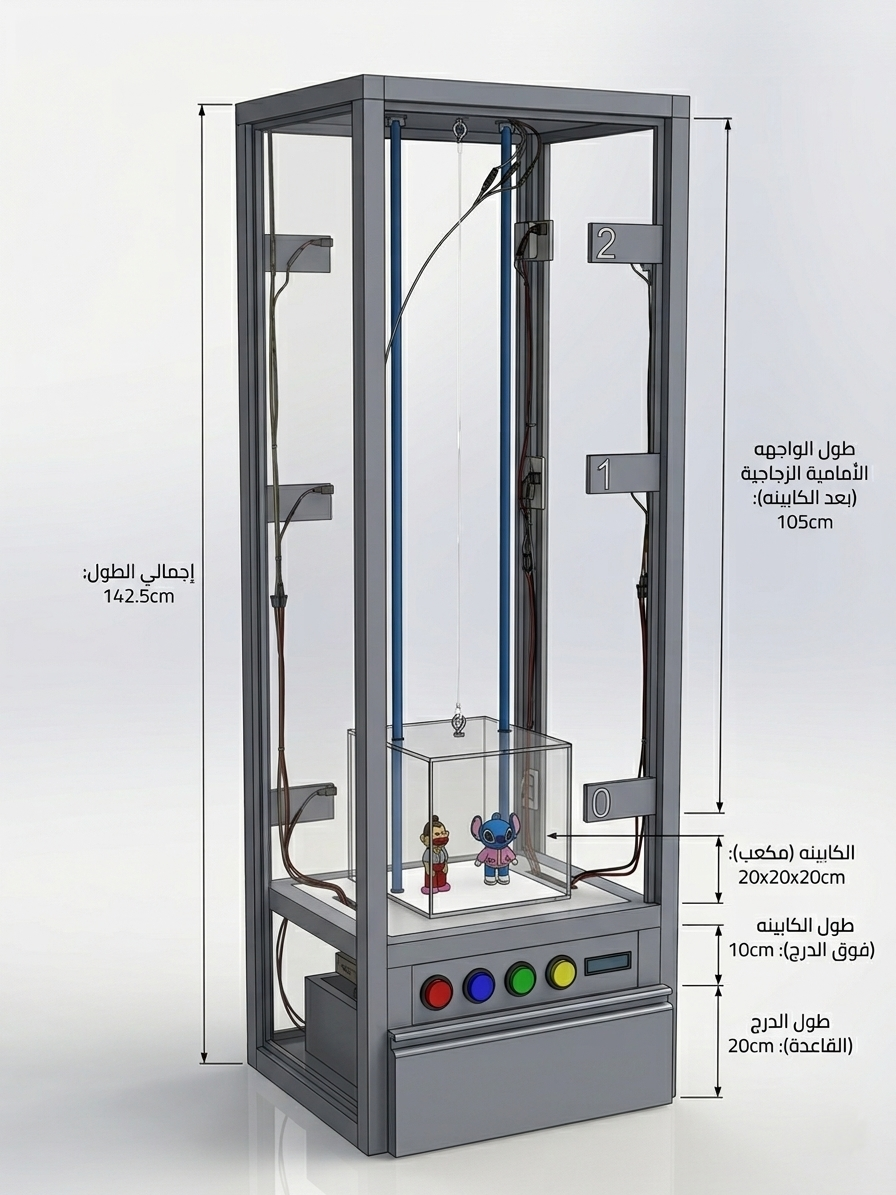 2
طول الواجهه
الأمامية الزجاجية
(بعد الكابينه):
105cm
1
إجمالي الطول:
142.5cm
0
الكابينه (مكعب):
20x20x20cm
طول الكابينه
(فوق الدرج): 10cm
طول الدرج
(القاعدة): 20cm